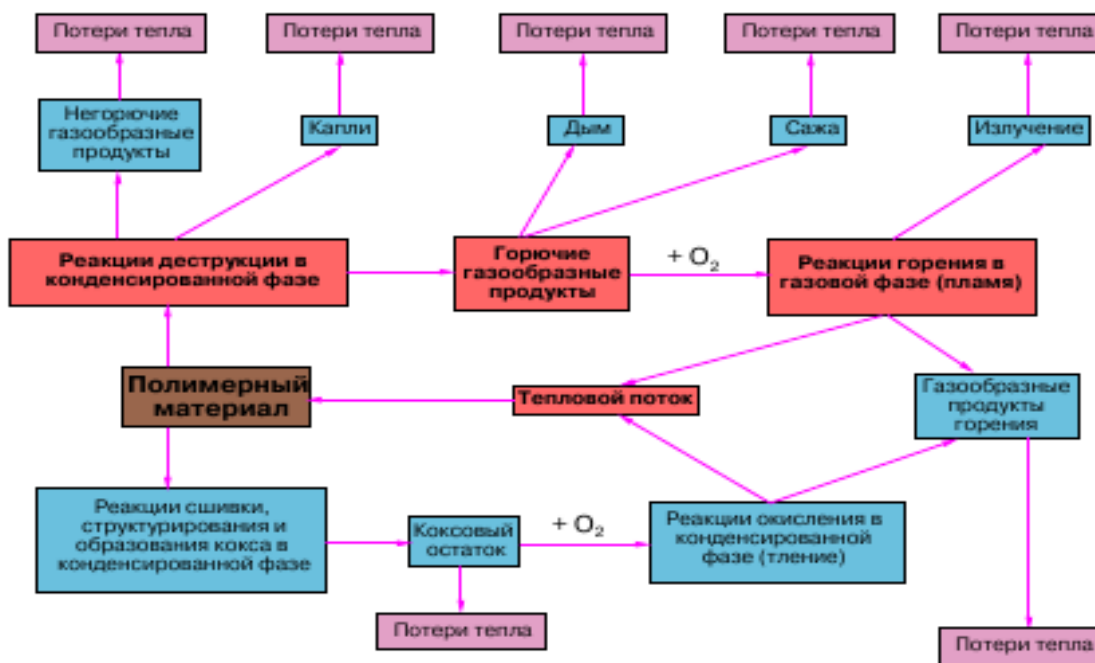 Потери тепла
Потери тепла
Потери тепла
Потери тепла
Потери тепла
Негорючие
газообразные
продукты
Капли
Дым
Сажа
Излучение
Реакции деструкции в
конденсированной фазе
Горючие
газообразные
продукты
+ O₂
Реакции горения в
газовой фазе (пламя)
Полимерный
материал
Тепловой поток
Газообразные
продукты
горения
Реакции сшивки,
структурирования и
образования кокса в
конденсированной фазе
Коксовый
остаток
+ O₂
Реакции окисления в
конденсированной
фазе (тление)
Потери тепла
Потери тепла